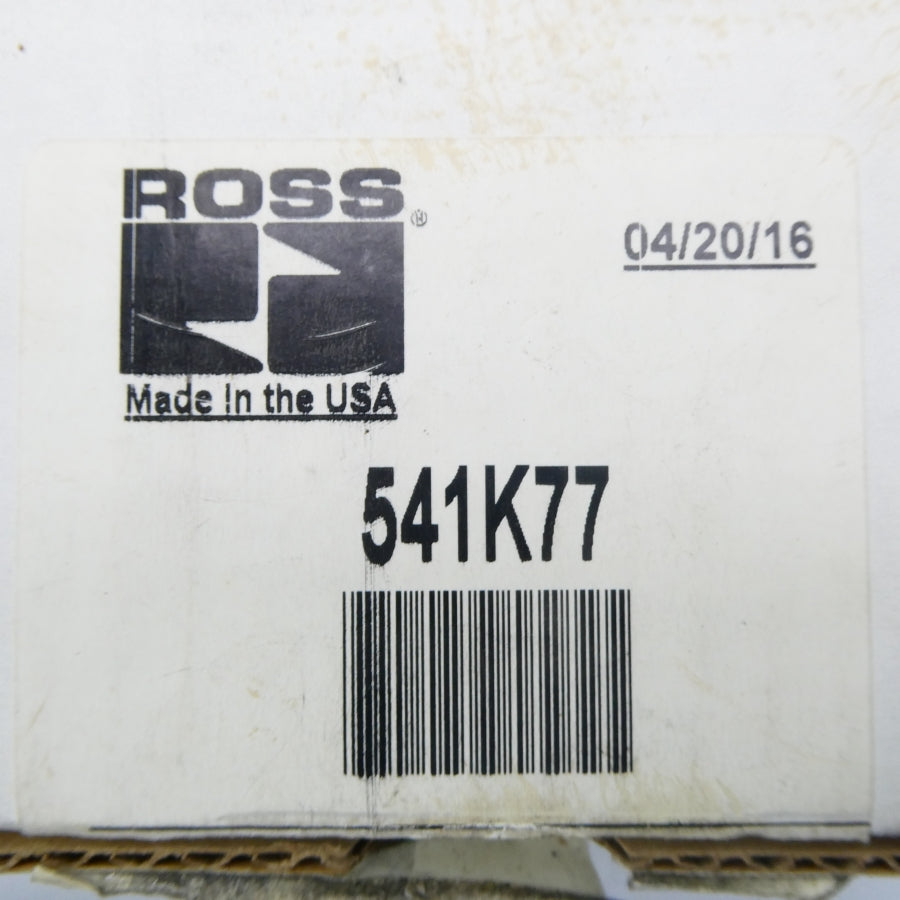 ROSS
®
04/20/16
Made In the USA
541K77